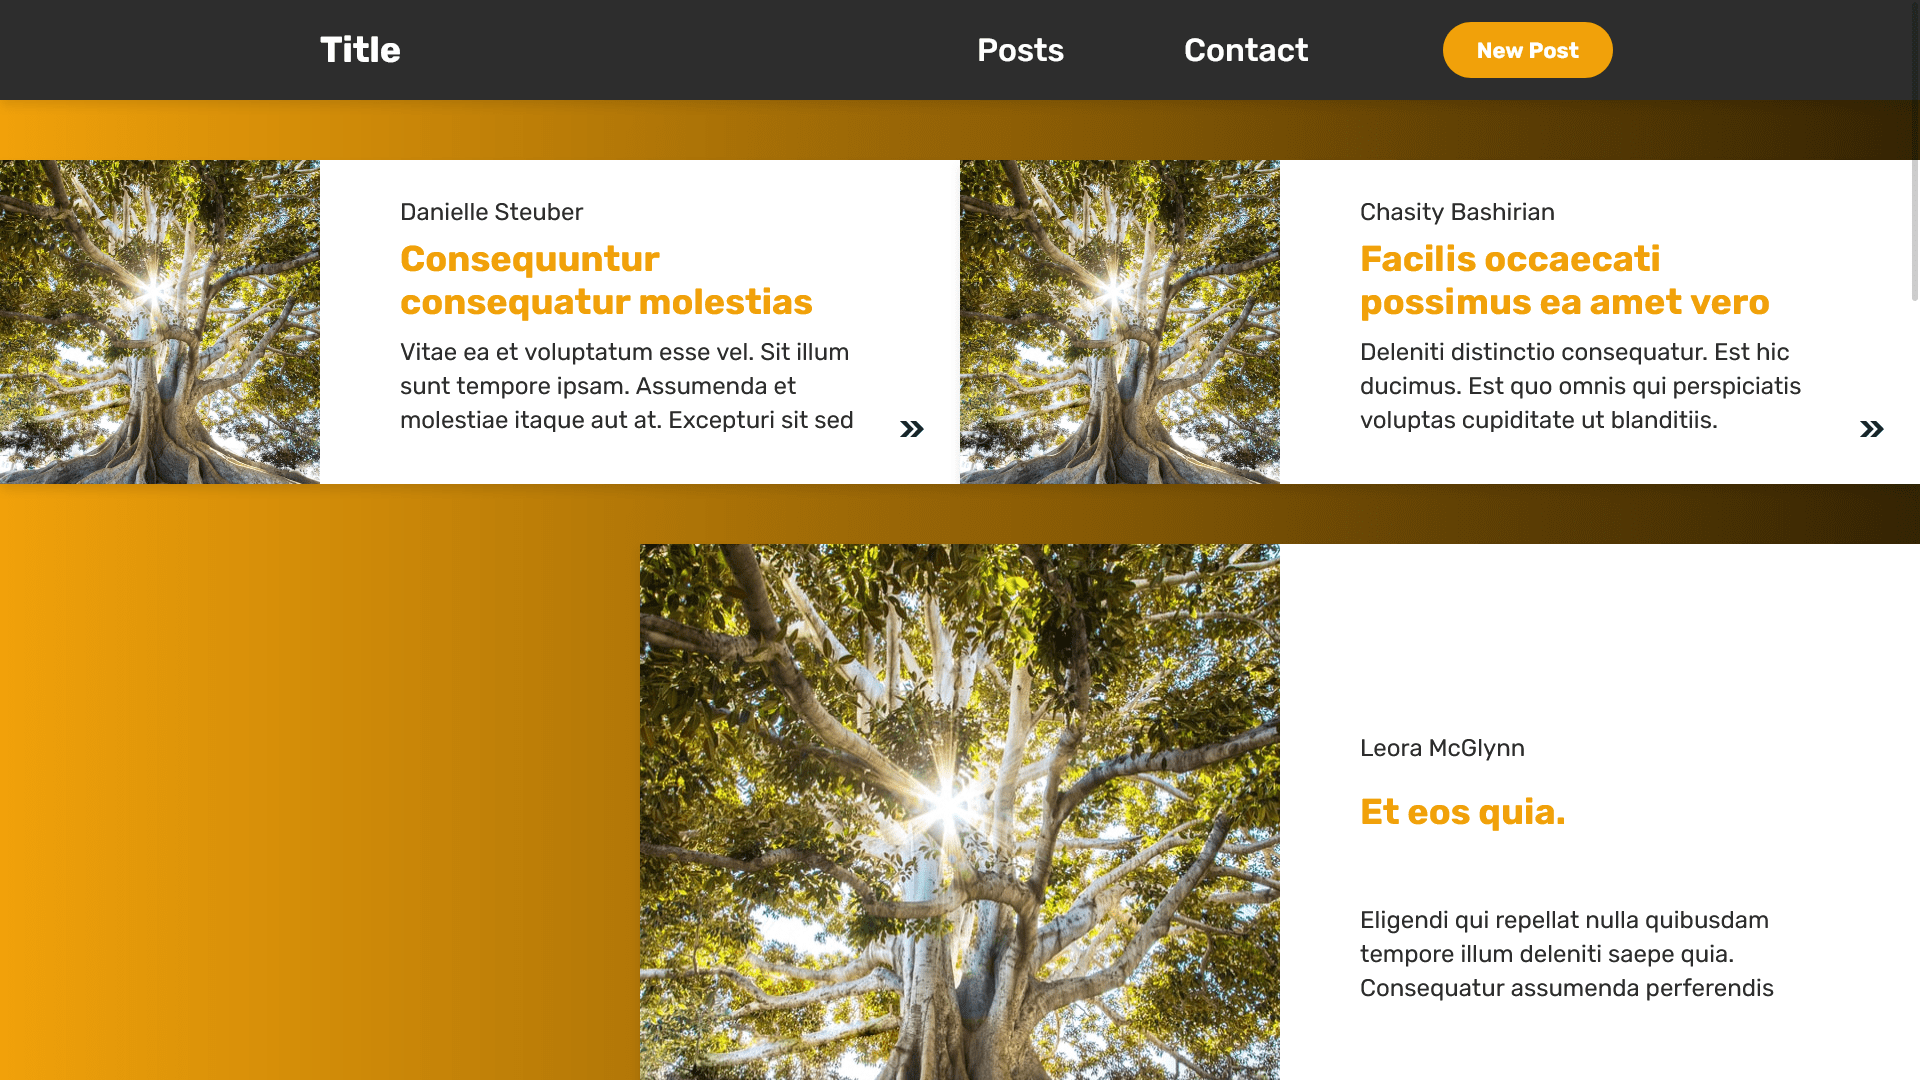 Title
Posts
Contact
New Post
Danielle Steuber
Consequuntur
consequatur molestias
Vitae ea et voluptatum esse vel. Sit illum
sunt tempore ipsam. Assumenda et
molestiae itaque aut at. Excepturi sit sed
Chasity Bashirian
Facilis occaecati
possimus ea amet vero
Deleniti distinctio consequatur. Est hic
ducimus. Est quo omnis qui perspiciatis
voluptas cupiditate ut blanditiis.
Leora McGlynn
Et eos quia.
Eligendi qui repellat nulla quibusdam
tempore illum deleniti saepe quia.
Consequatur assumenda perferendis